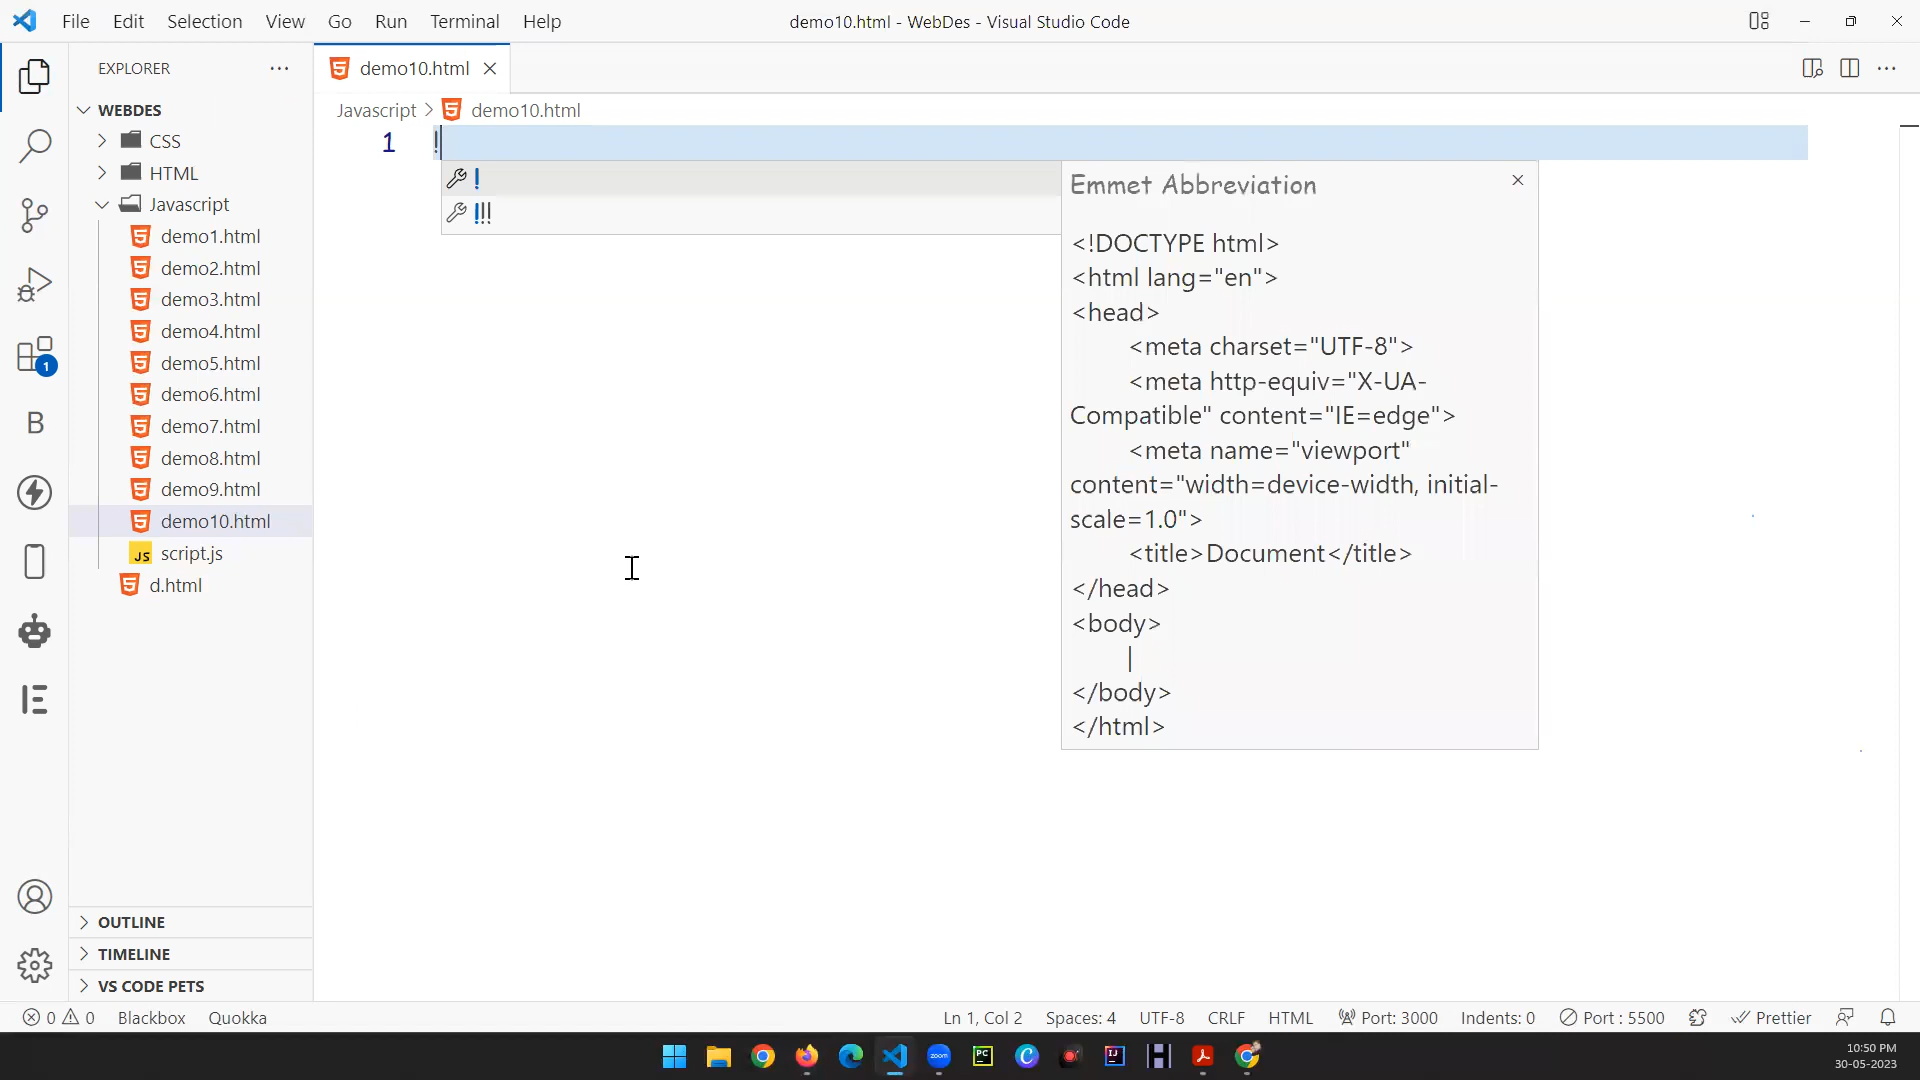 File Edit Selection View Go Run Terminal Help
demo10.html - WebDes - Visual Studio Code
EXPLORER
demo10.html
WEBDES
Javascript > demo10.html
CSS
HTML
Javascript
demo1.html
demo2.html
demo3.html
demo4.html
demo5.html
demo6.html
demo7.html
demo8.html
demo9.html
demo10.html
JS script.js
d.html
1
B
1 !
!
!!!
Emmet Abbreviation
<!DOCTYPE html>
<html lang="en">
<head>
<meta charset="UTF-8">
<meta http-equiv="X-UA-
Compatible" content="IE=edge">
<meta name="viewport"
content="width=device-width, initial-
scale=1.0">
<title>Document</title>
</head>
<body>
|
</body>
</html>
OUTLINE
TIMELINE
VS CODE PETS
0 0 Blackbox Quokka
Ln 1, Col 2 Spaces: 4 UTF-8 CRLF HTML Port: 3000 Indents: 0 Port : 5500 Prettier
zoom PC C IJ H
10:50 PM
30-05-2023